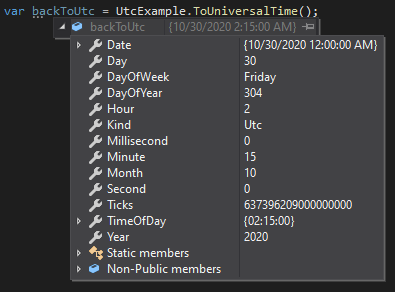 var backToUtc = UtcExample.ToUniversalTime();
backToUtc {10/30/2020 2:15:00 AM}
Date {10/30/2020 12:00:00 AM}
Day 30
DayOfWeek Friday
DayOfYear 304
Hour 2
Kind Utc
Millisecond 0
Minute 15
Month 10
Second 0
Ticks 637396209000000000
TimeOfDay {02:15:00}
Year 2020
Static members
Non-Public members